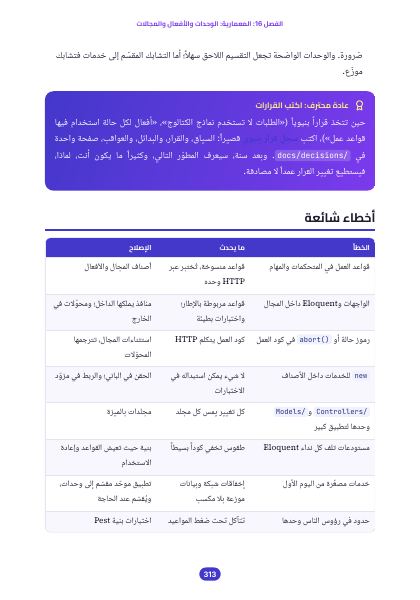 الفصل 16: المعمارية: الوحدات والأفعال والمجالات
ضرورة. والوحدات الواضحة تجعل التقسيم اللاحق سهلاً؛ أما التشابك المقسّم إلى خدمات فتشابك
موزّع.
عادة محترف: اكتب القرارات
حين تتخذ قراراً بنيوياً («الطلبات لا تستخدم نماذج الكتالوج»، «أفعال لكل حالة استخدام فيها
قواعد عمل»)، اكتب سجل قرار بنيوي قصيراً: السياق، والقرار، والبدائل، والعواقب، صفحة واحدة
في docs/decisions/. وبعد سنة، سيعرف المطوّر التالي، وكثيراً ما يكون أنت، لماذا،
فيستطيع تغيير القرار عمداً لا مصادفة.
أخطاء شائعة
الخطأ ما يحدث الإصلاح
قواعد العمل في المتحكمات والمهام قواعد منسوخة، تُختبر عبر HTTP وحده أصناف المجال والأفعال
الواجهات وEloquent داخل المجال قواعد مربوطة بالإطار؛ واختبارات بطيئة منافذ يملكها الداخل؛ ومحوّلات في الخارج
رموز حالة أو abort() في كود العمل كود العمل يتكلم HTTP استثناءات المجال، تترجمها المحوّلات
new للخدمات داخل الأصناف لا شيء يمكن استبداله في الاختبارات الحقن في الباني؛ والربط في مزوّد
Controllers/ و Models/ وحدها لتطبيق كبير كل تغيير يمس كل مجلد مجلدات بالميزة
مستودعات تلف كل نداء Eloquent طقوس تخفي كوداً بسيطاً بنية حيث تعيش القواعد وإعادة الاستخدام
خدمات مصغّرة من اليوم الأول إخفاقات شبكة وبيانات موزعة بلا مكسب تطبيق موحّد مقسّم إلى وحدات، ويُقسّم عند الحاجة
حدود في رؤوس الناس وحدها تتآكل تحت ضغط المواعيد اختبارات بنية Pest
313